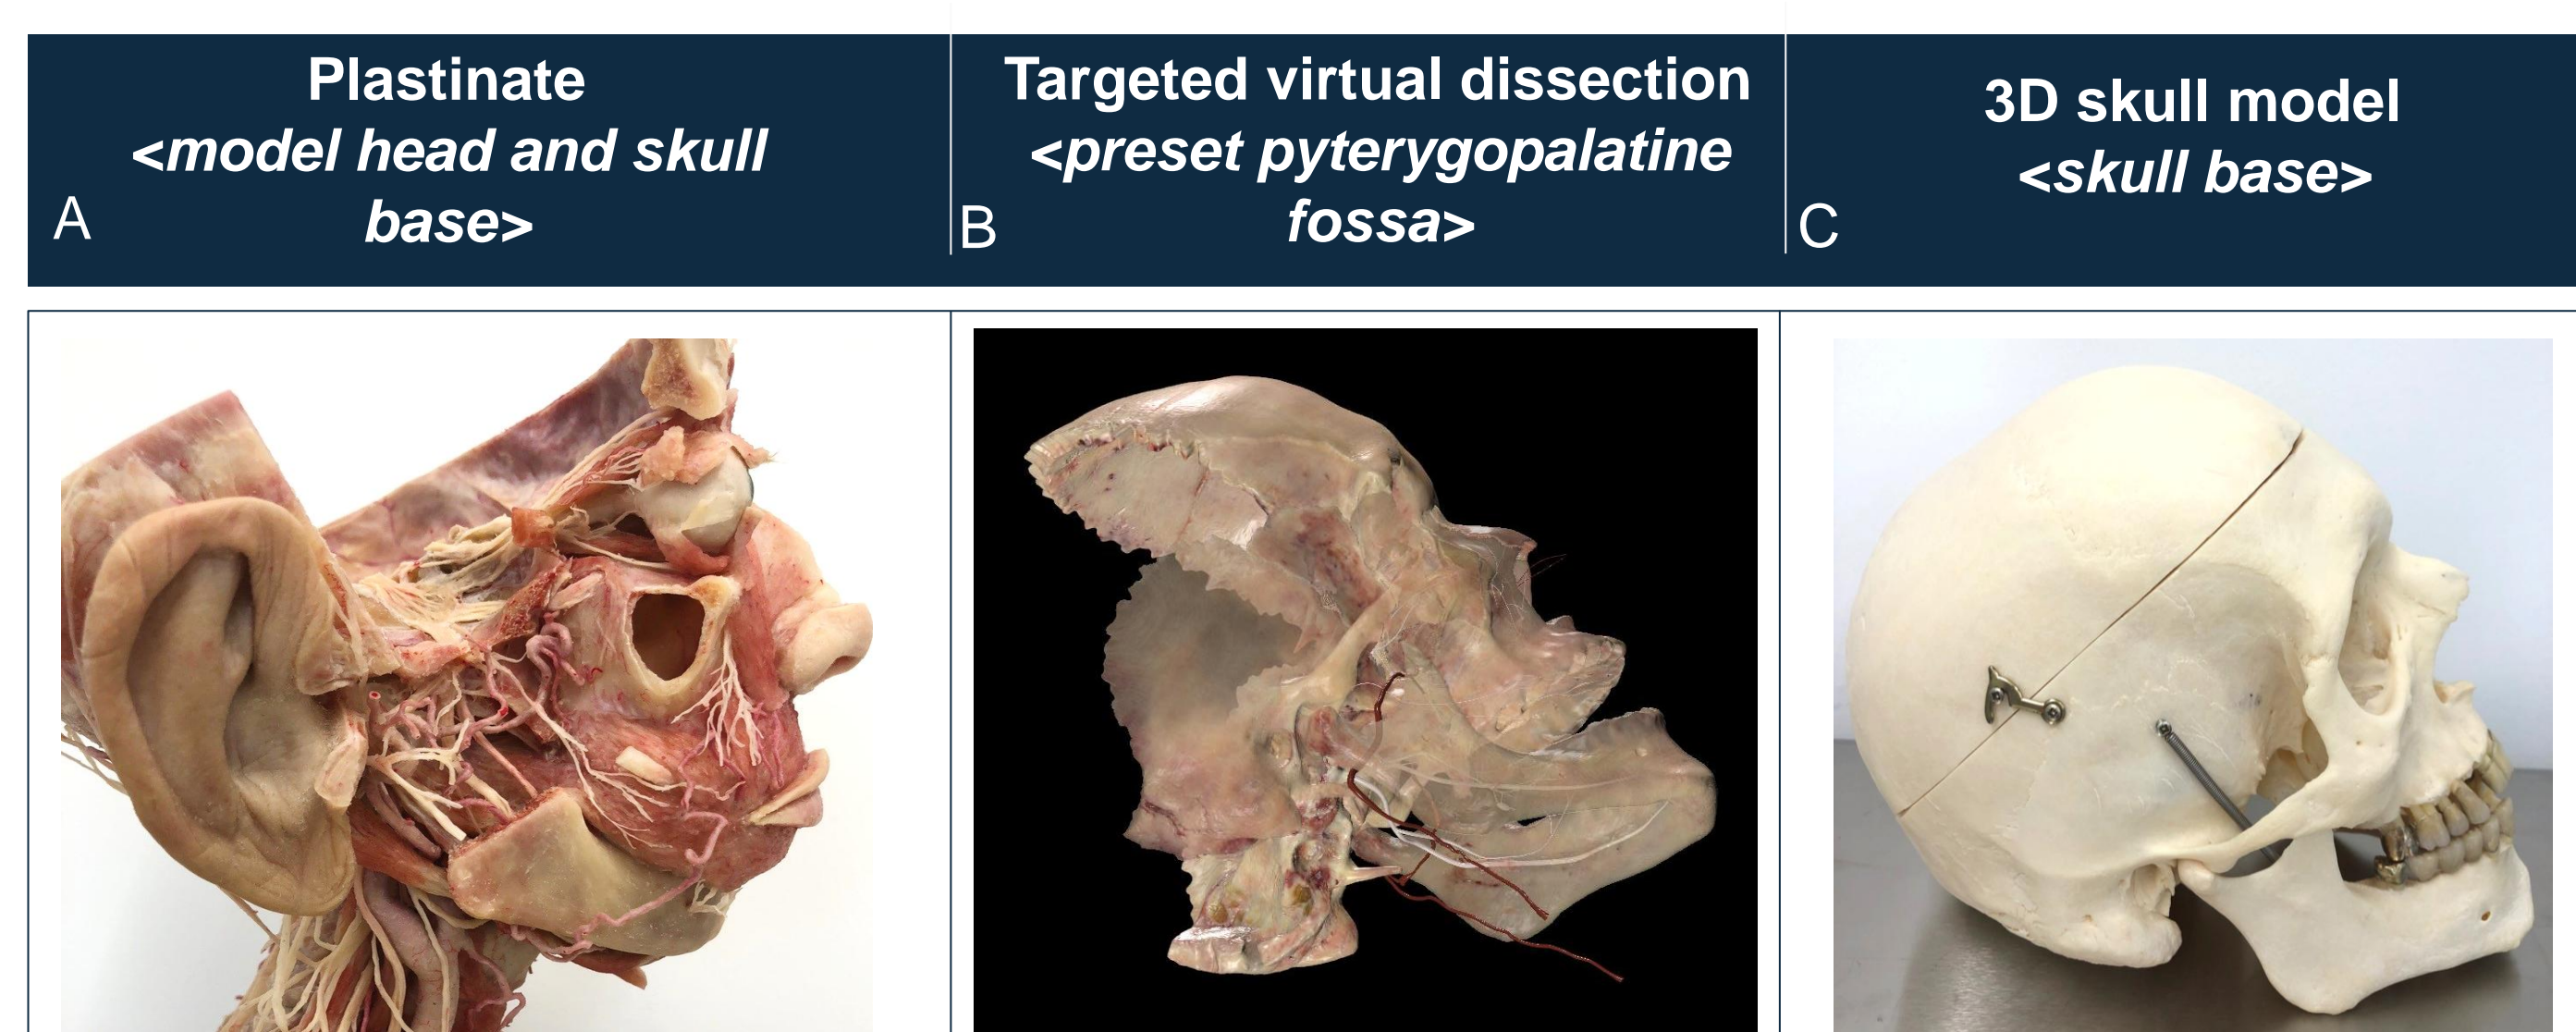 Plastinate
<model head and skull
base>
A
Targeted virtual dissection
<preset pyterygopalatine
fossa>
B
3D skull model
<skull base>
C